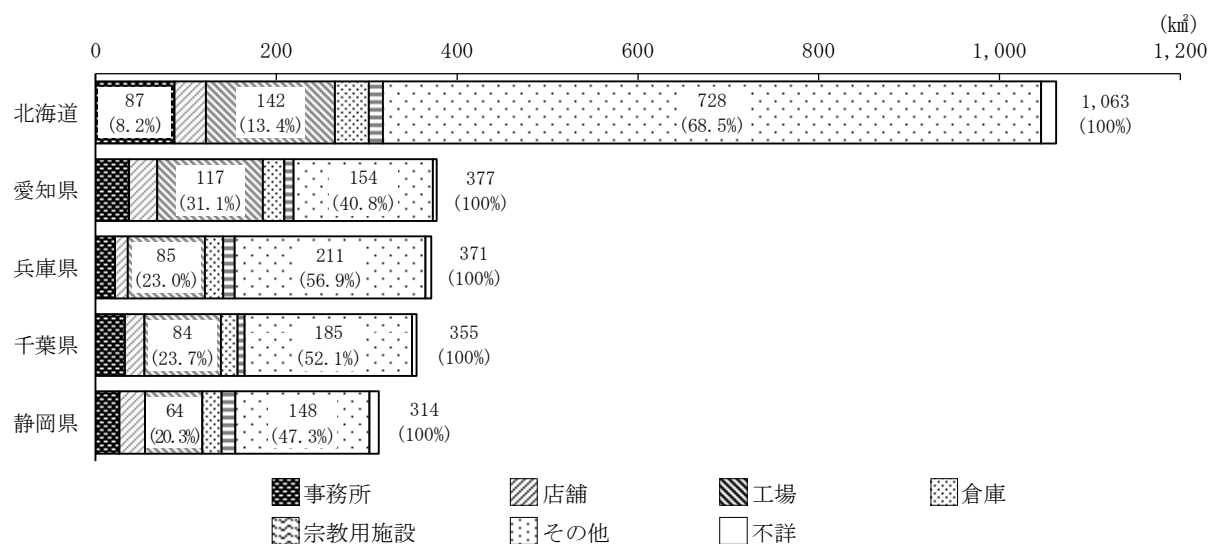 (k㎡)
0 200 400 600 800 1,000 1,200
北海道 87 142 728 1,063
(8.2%) (13.4%) (68.5%) (100%)
愛知県 117 154 377
(31.1%) (40.8%) (100%)
兵庫県 85 211 371
(23.0%) (56.9%) (100%)
千葉県 84 185 355
(23.7%) (52.1%) (100%)
静岡県 64 148 314
(20.3%) (47.3%) (100%)
事務所 店舗 工場 倉庫
宗教用施設 その他 不詳